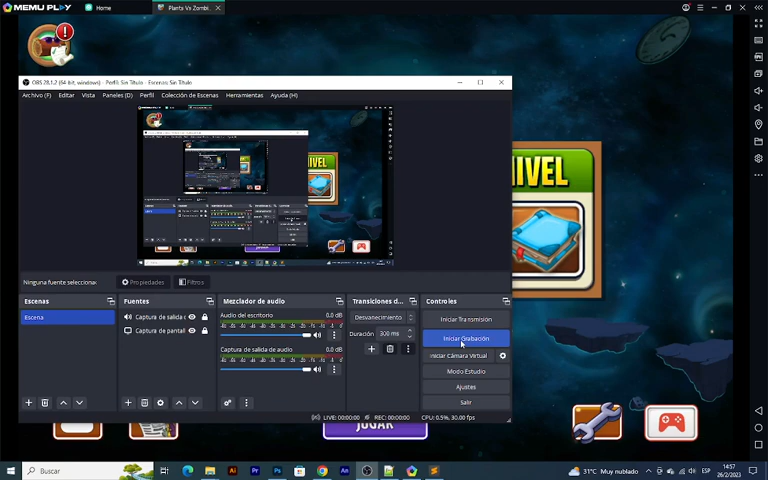 MEMU PLAY
Home
Plants Vs Zombi...
OBS 28.1.2 (64-bit, windows) - Perfil: Sin Título - Escenas: Sin Título
Archivo (F) Editar Vista Paneles (D) Perfil Colección de Escenas Herramientas Ayuda (H)
NIVEL
Ninguna fuente selecciona
Propiedades
Filtros
Escenas
Fuentes
Mezclador de audio
Transiciones d...
Controles
Escena
Captura de salida c
Captura de pantall
Audio del escritorio 0.0 dB
Captura de salida de audio 0.0 dB
Desvanecimiento
Duración 300 ms
Iniciar Transmisión
Iniciar Grabación
Iniciar Cámara Virtual
Modo Estudio
Ajustes
Salir
LIVE: 00:00:00 REC: 00:00:00 CPU: 0.5%, 30.00 fps
JUGAR
Buscar
31°C Muy nublado
ESP
14:57
26/2/2023